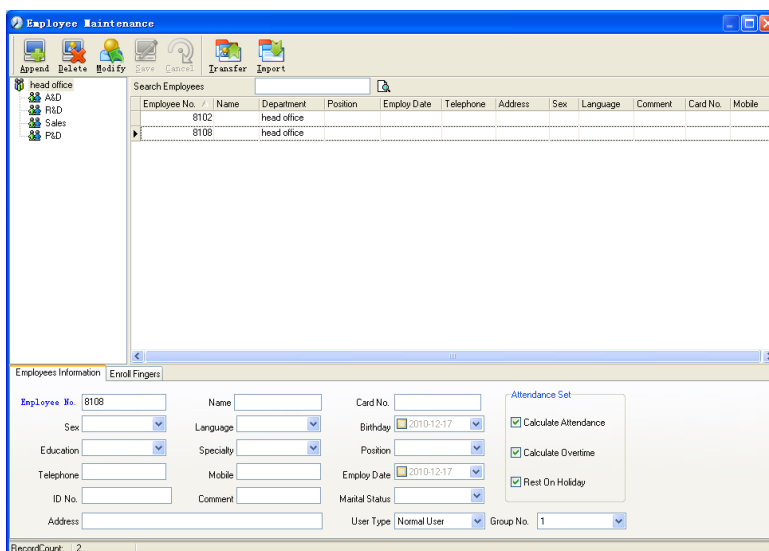 Employee Maintenance
Append Delete Modify Save Cancel Transfer Import
head office
A&D
R&D
Sales
P&D
Search Employees
Employee No. Name Department Position Employ Date Telephone Address Sex Language Comment Card No. Mobile
8102 head office
8108 head office
Employees Information Enroll Fingers
Employee No. 8108 Name Card No. Attendance Set
Sex Language Birthday 2010-12-17 Calculate Attendance
Education Specialty Position Calculate Overtime
Telephone Mobile Employ Date 2010-12-17 Rest On Holiday
ID No. Comment Marital Status
Address User Type Normal User Group No. 1
RecordCount: 2